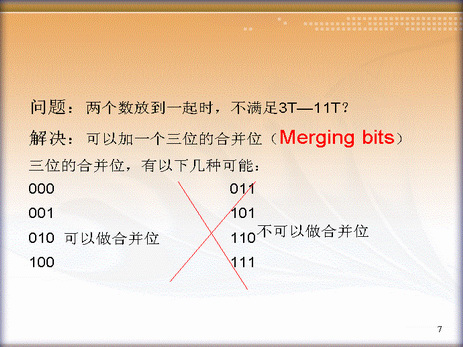 问题：两个数放到一起时，不满足3T—11T？
解决：可以加一个三位的合并位（Merging bits）
三位的合并位，有以下几种可能：
000 011
001 101
010 可以做合并位 110 不可以做合并位
100 111
7